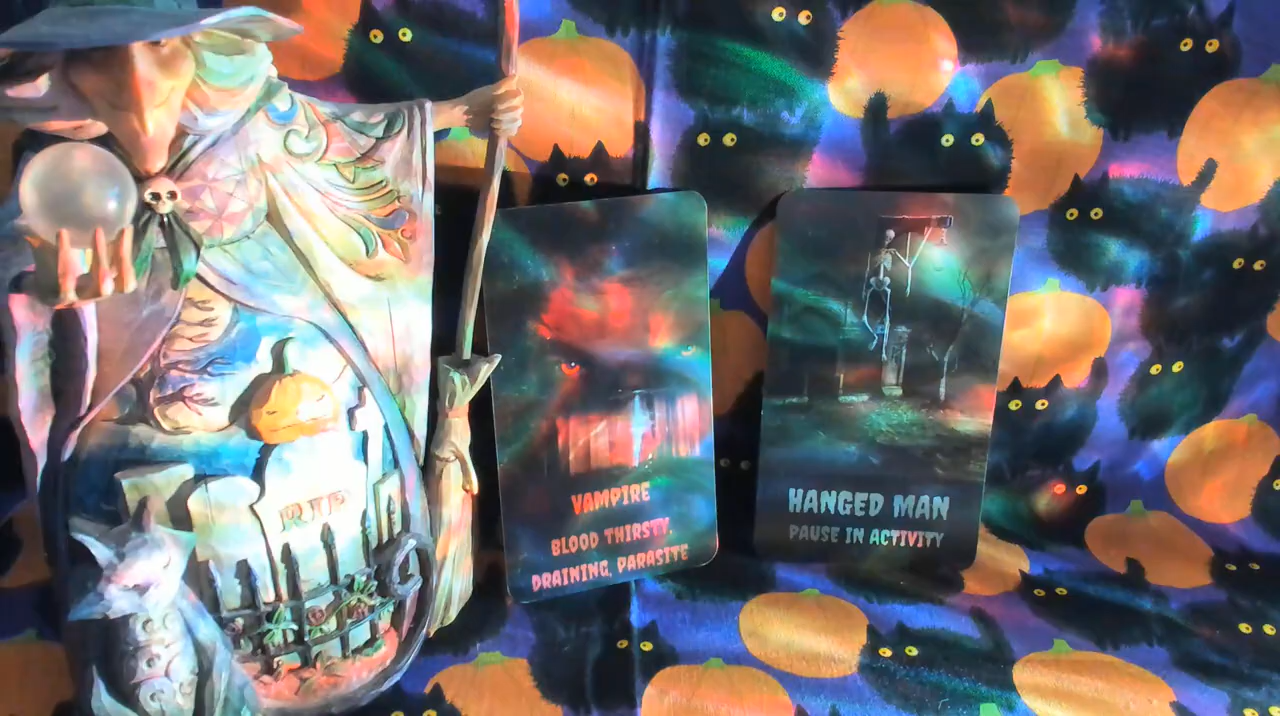 RIP
VAMPIRE
BLOOD THIRSTY,
DRAINING, PARASITE
HANGED MAN
PAUSE IN ACTIVITY